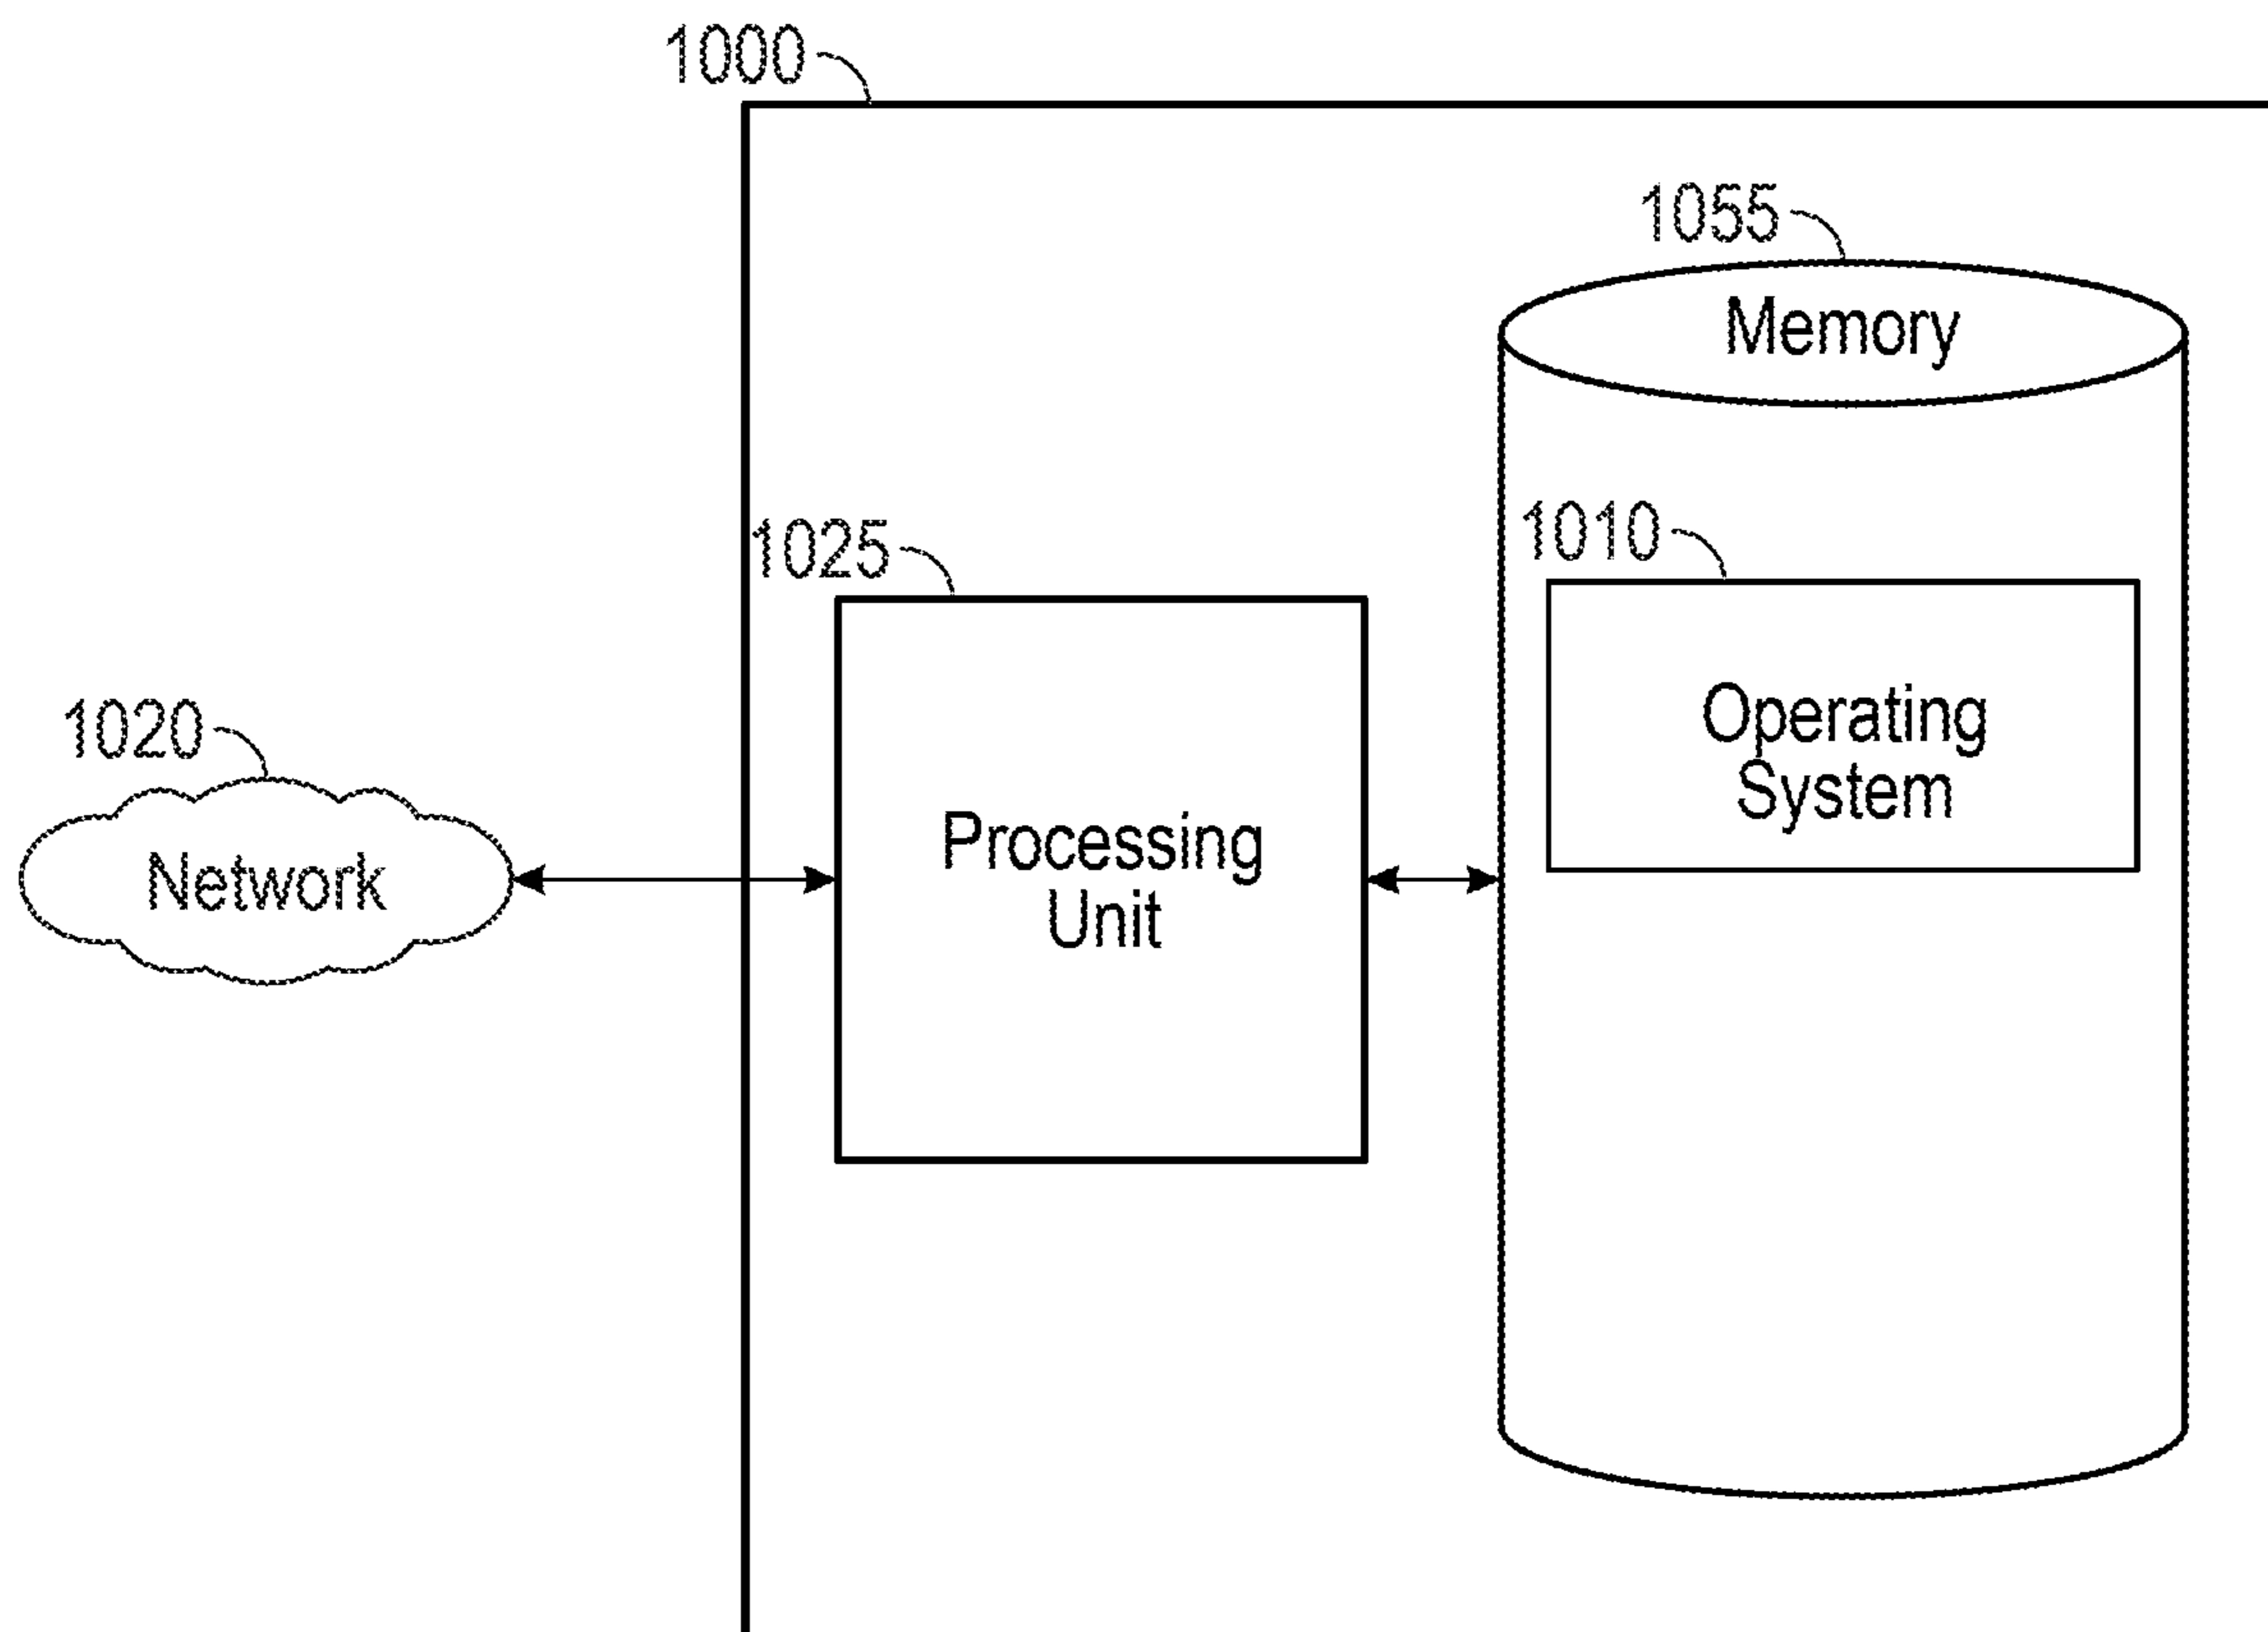 1000
1055
Memory
1025
1010
Operating
System
1020
Network
Processing
Unit